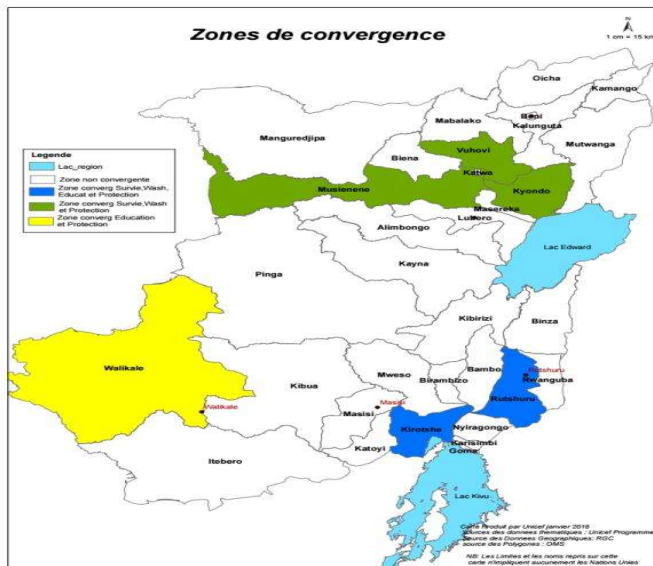 Zones de convergence
N
1 cm = 15 km
Oicha
Kamango
Mabalako
Beni
Kalunguta
Mutwanga
Manguredjipa
Biena
Vuhovi
Katwa
Musienene
Kyondo
Masereka
Lubero
Alimbongo
Legende
Lac_region
Zone non convergente
Zone converg Survie,Wash,
Educat et Protection
Zone converg Survie,Wash
et Protection
Zone converg Education
et Protection
Lac Edward
Kayna
Pinga
Kibirizi
Binza
Walikale
Bambo
Rutshuru
Rwanguba
Mweso
Birambizo
Kibua
Rutshuru
Walikale
Masisi
Masisi
Kirotshe
Nyiragongo
Karisimbi
Goma
Katoyi
Itebero
Lac Kivu
Carte Produit par Unicef janvier 2016
Sources des donnees thematiques : Unicef Programme
Source des Donnees Geographiques: RGC
source des Polygones : OMS
NB: Les Limites et les noms repris sur cette
carte n'impliquent aucunement les Nations Unies